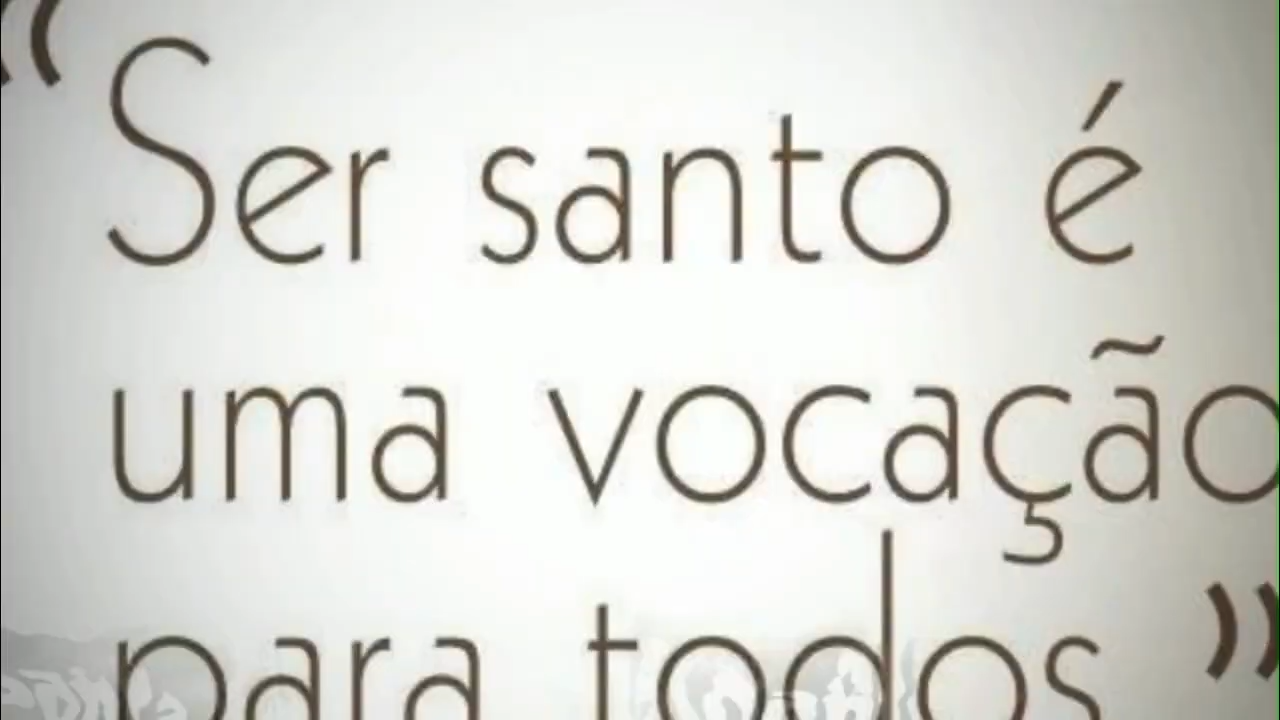 “Ser santo é
uma vocação
para todos”